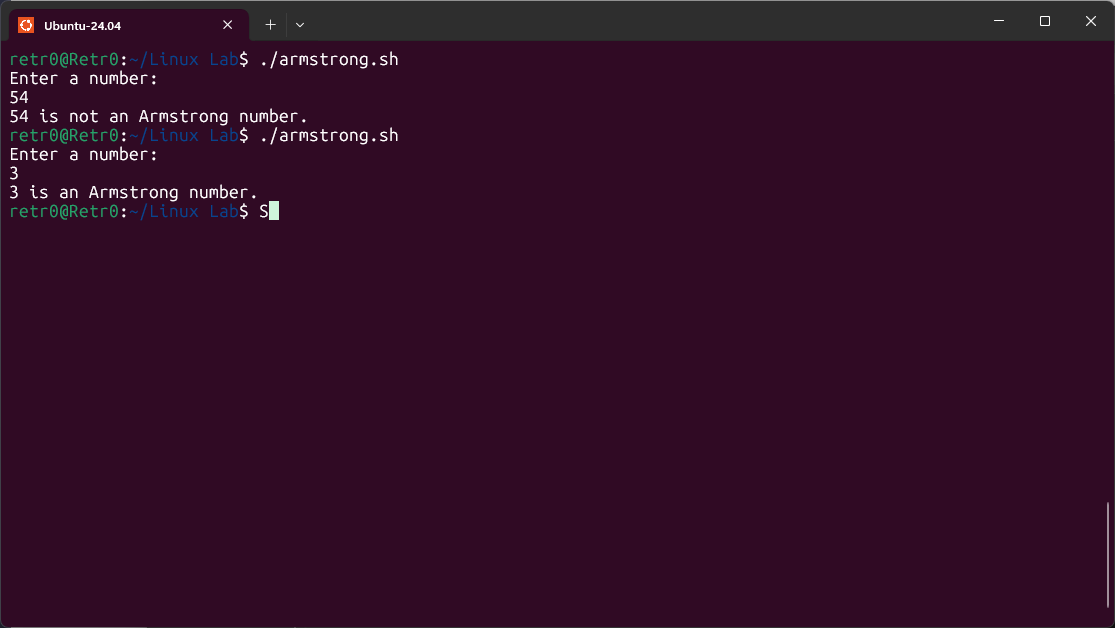 Ubuntu-24.04
retr0@Retr0:~/Linux Lab$ ./armstrong.sh
Enter a number:
54
54 is not an Armstrong number.
retr0@Retr0:~/Linux Lab$ ./armstrong.sh
Enter a number:
3
3 is an Armstrong number.
retr0@Retr0:~/Linux Lab$ S